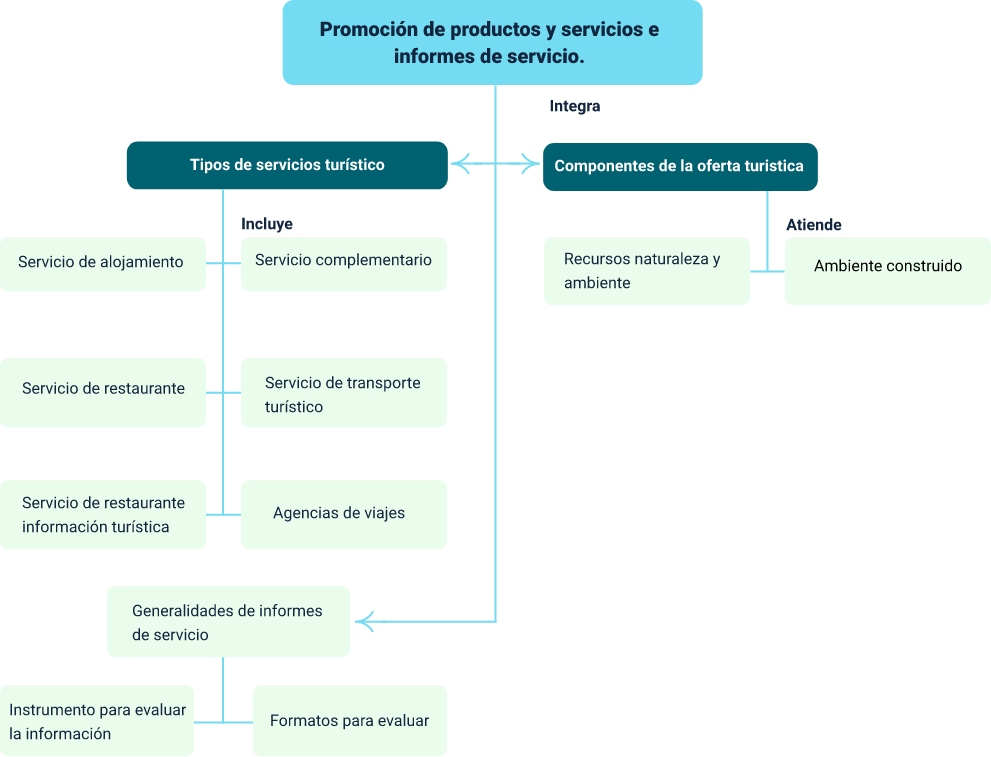 Promoción de productos y servicios e
informes de servicio.
Integra
Tipos de servicios turístico
Componentes de la oferta turistica
Incluye
Atiende
Servicio de alojamiento
Servicio complementario
Recursos naturaleza y
ambiente
Ambiente construido
Servicio de restaurante
Servicio de transporte
turístico
Servicio de restaurante
información turística
Agencias de viajes
Generalidades de informes
de servicio
Instrumento para evaluar
la información
Formatos para evaluar